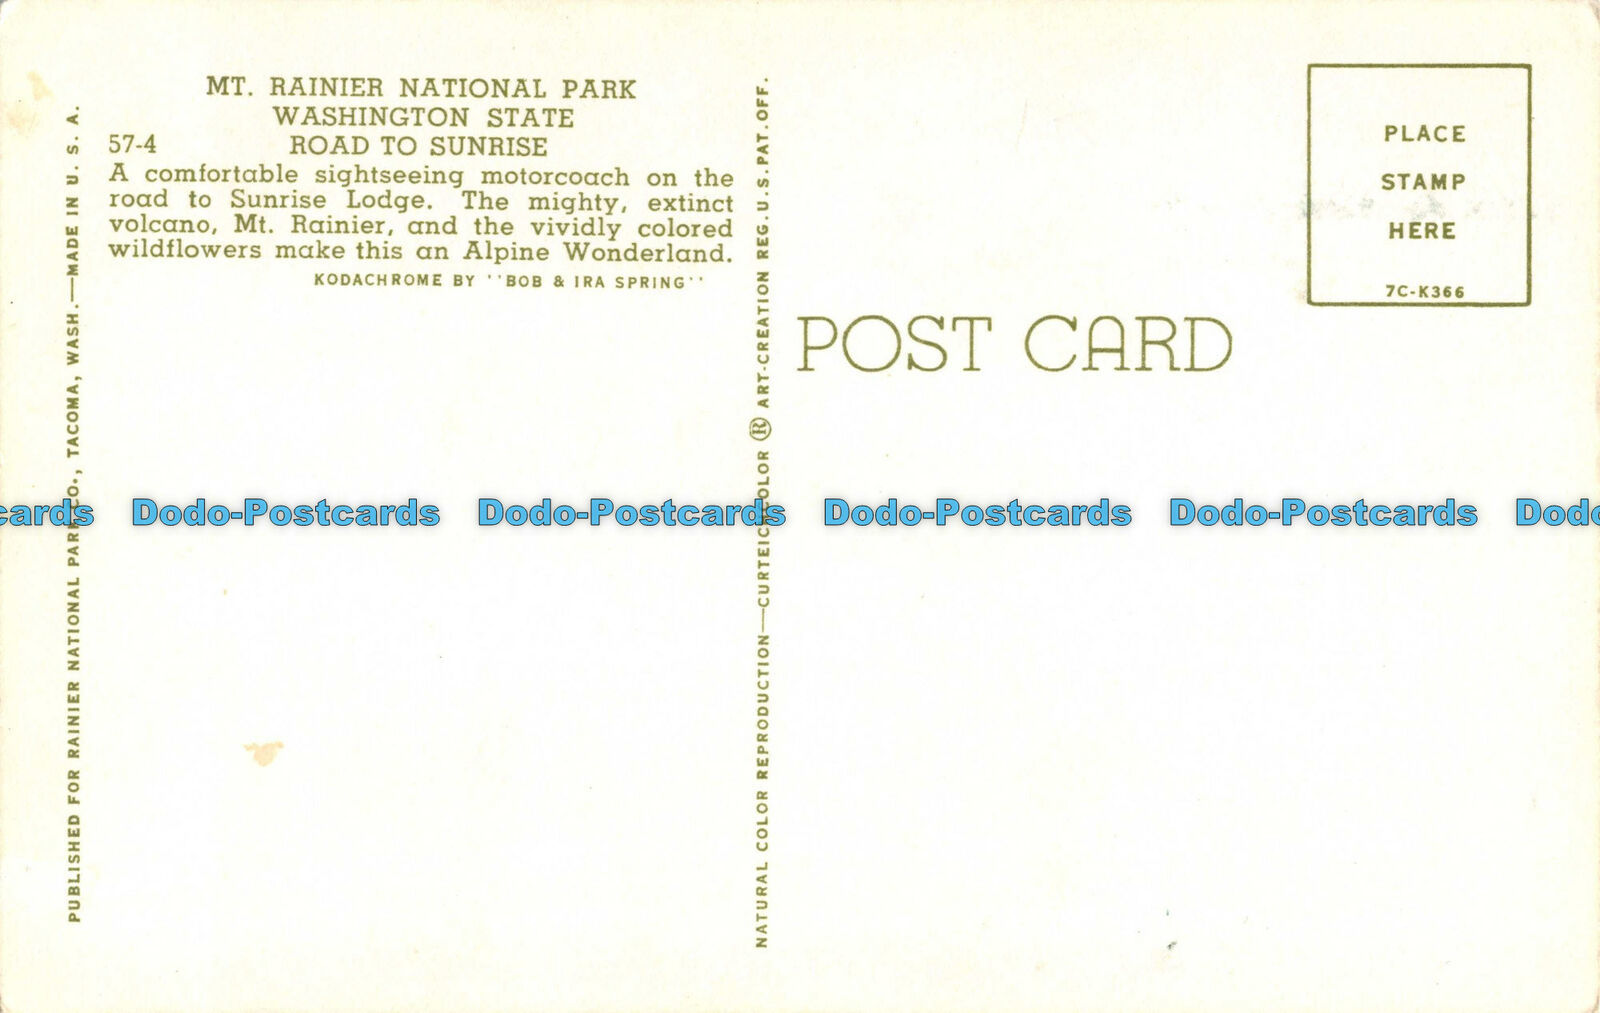 MT. RAINIER NATIONAL PARK
WASHINGTON STATE
57-4 ROAD TO SUNRISE
A comfortable sightseeing motorcoach on the
road to Sunrise Lodge. The mighty, extinct
volcano, Mt. Rainier, and the vividly colored
wildflowers make this an Alpine Wonderland.
KODACHROME BY "BOB & IRA SPRING"
PUBLISHED FOR RAINIER NATIONAL PARK CO., TACOMA, WASH.—MADE IN U. S. A.
NATURAL COLOR REPRODUCTION—CURTEICHCOLOR ® ART-CREATION REG. U.S. PAT. OFF.
POST CARD
PLACE
STAMP
HERE
7C-K366
cards Dodo-Postcards Dodo-Postcards Dodo-Postcards Dodo-Postcards Dodo